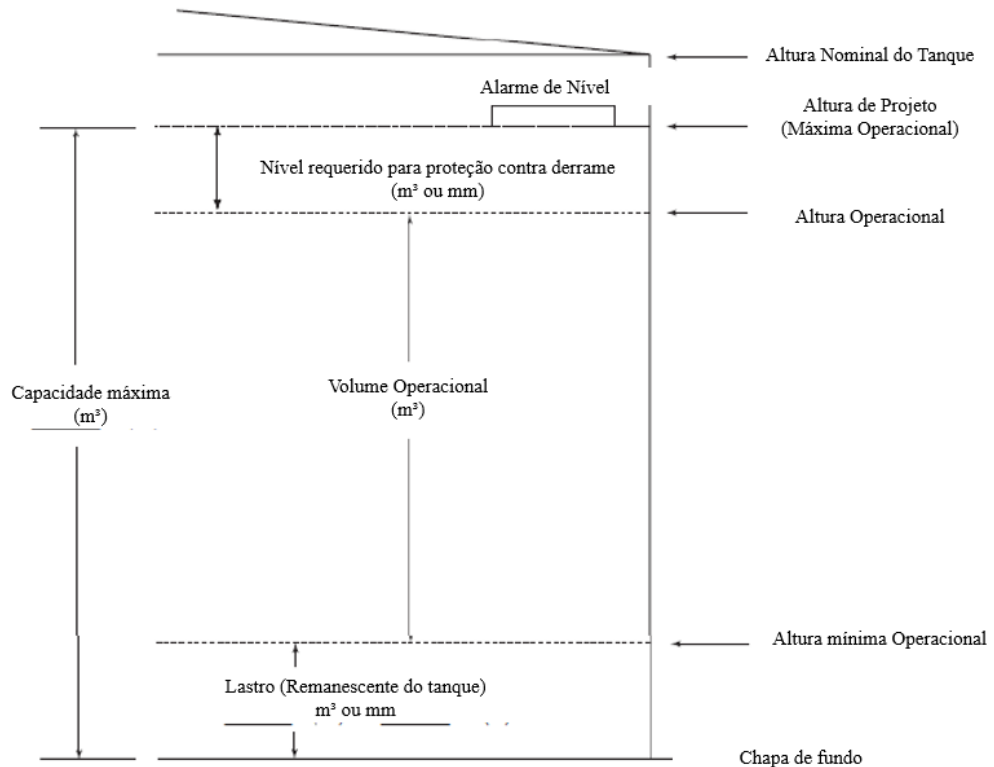 Altura Nominal do Tanque
Alarme de Nível
Altura de Projeto
(Máxima Operacional)
Nível requerido para proteção contra derrame
(m³ ou mm)
Altura Operacional
Capacidade máxima
(m³)
Volume Operacional
(m³)
Altura mínima Operacional
Lastro (Remanescente do tanque)
m³ ou mm
Chapa de fundo